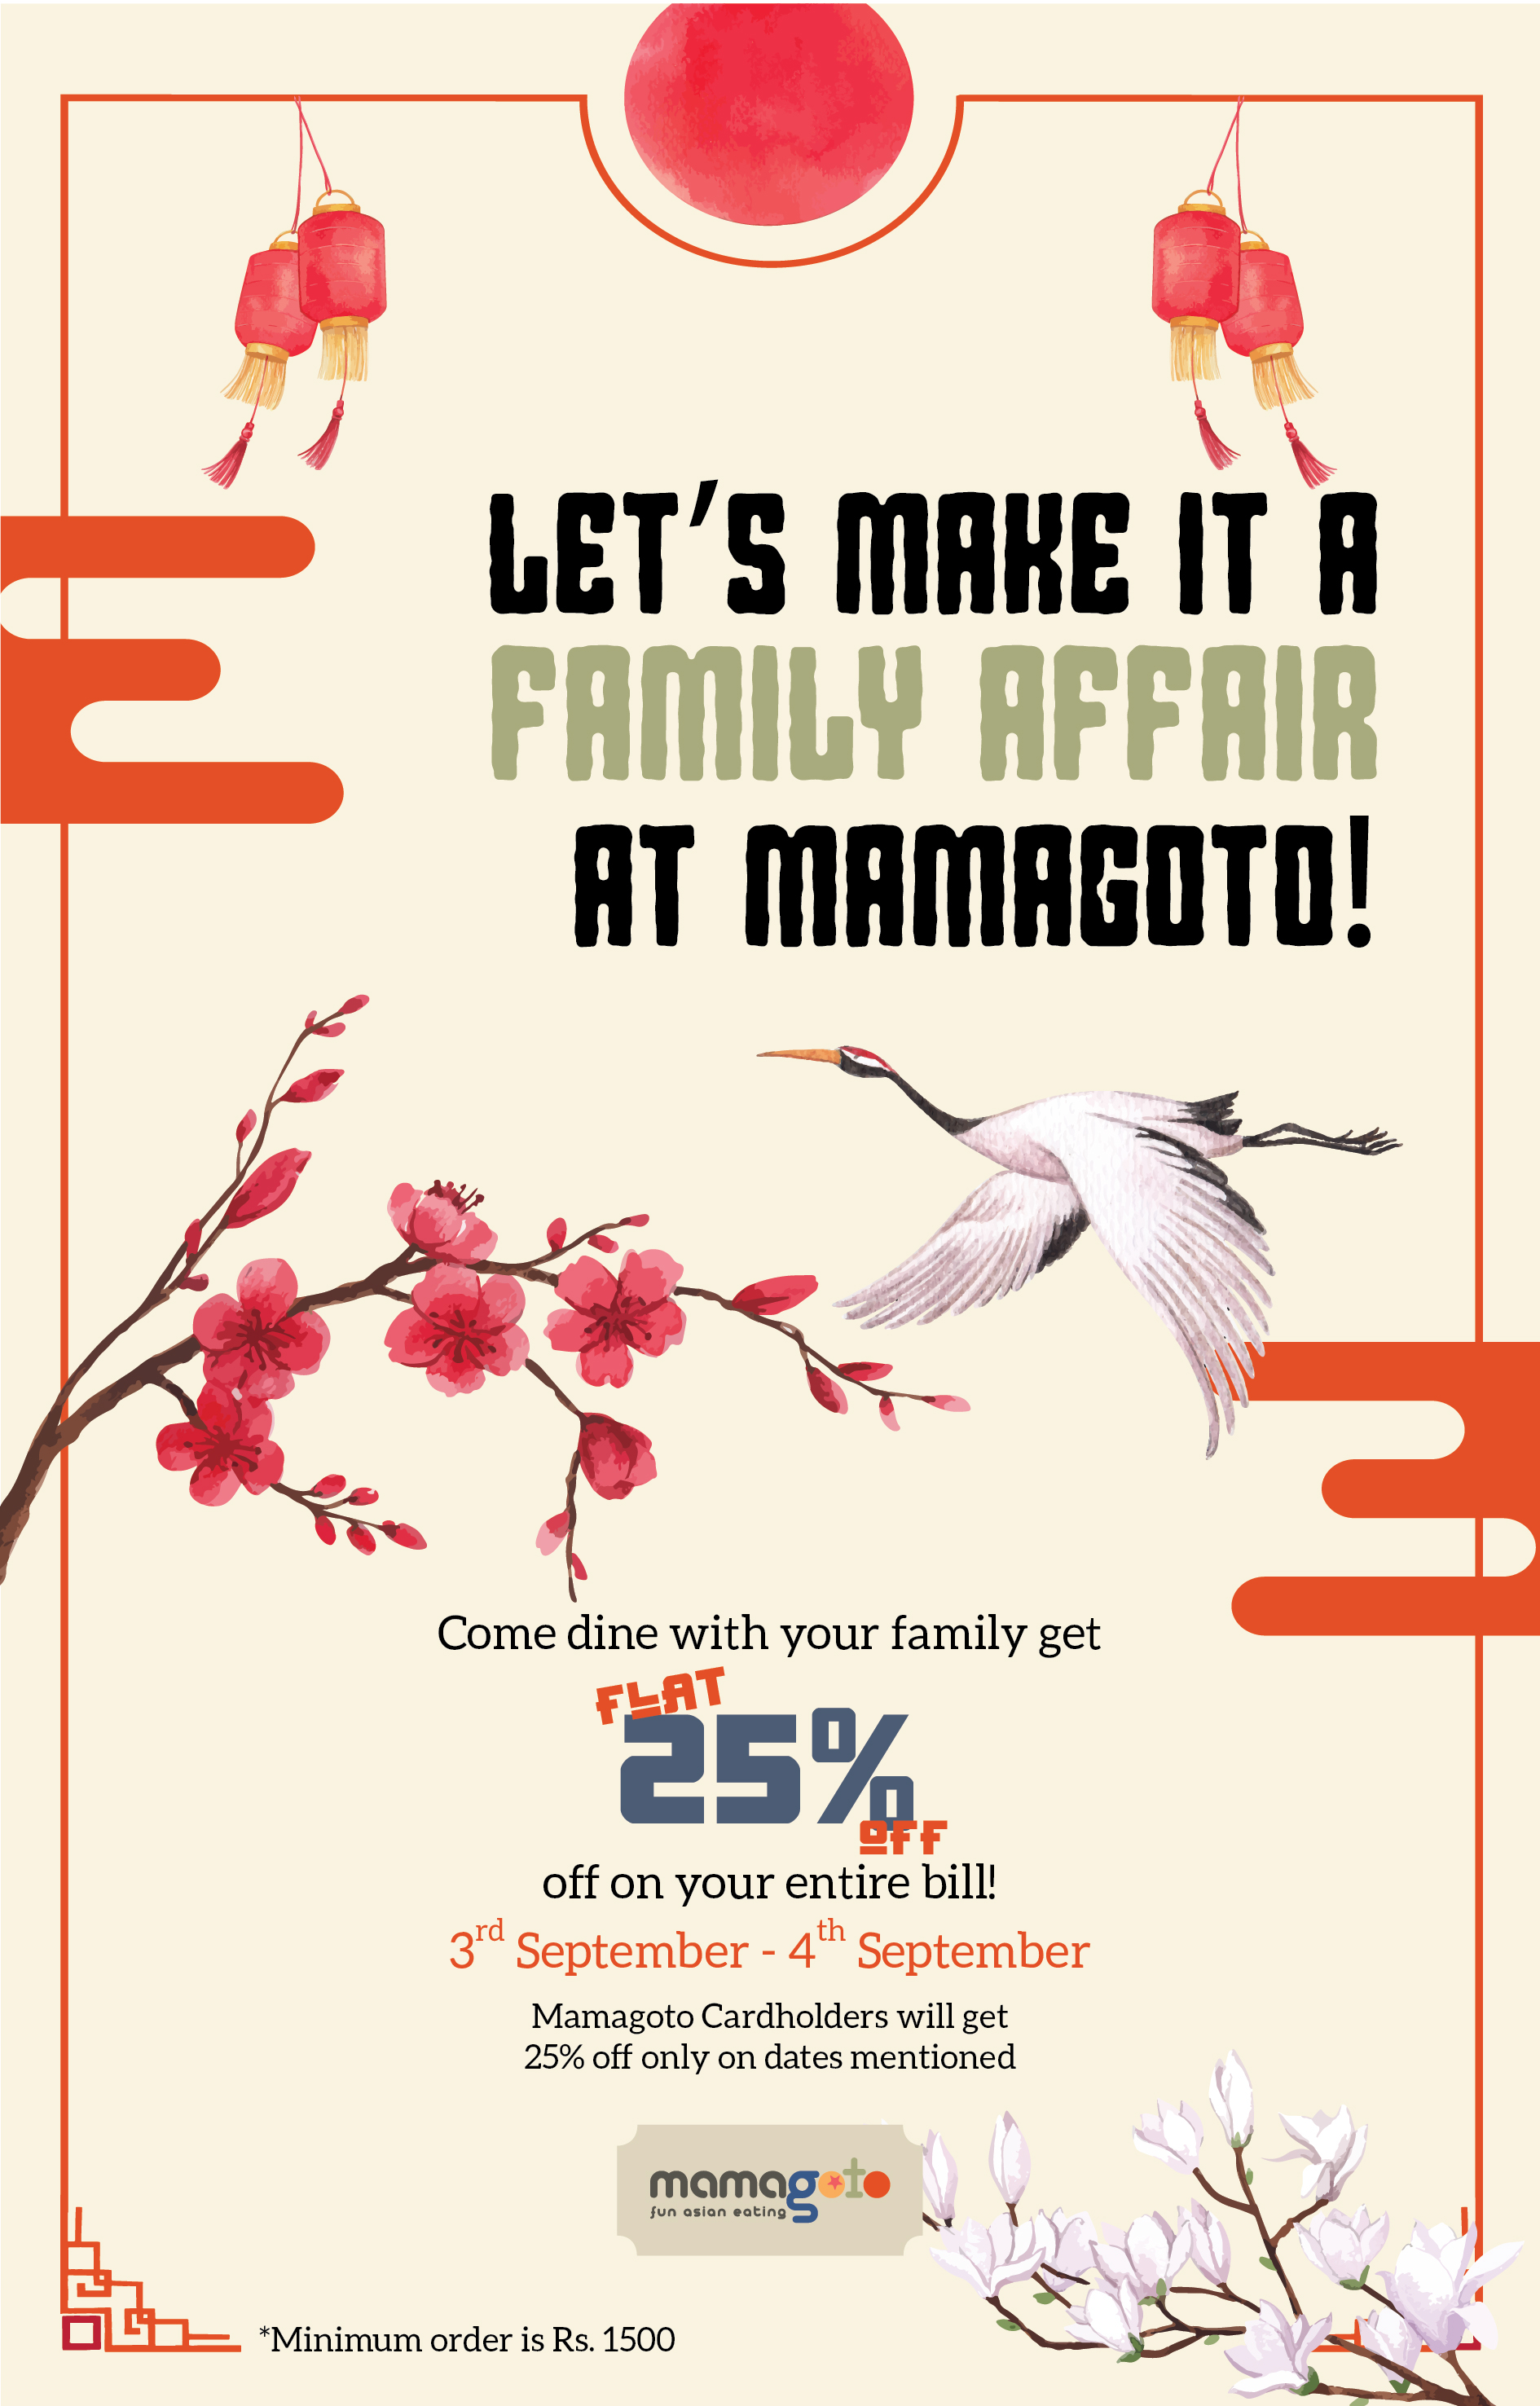 LET'S MAKE IT A
FAMILY AFFAIR
AT MAMAGOTO!
Come dine with your family get
FLAT
25%
OFF
off on your entire bill!
3rd September - 4th September
Mamagoto Cardholders will get
25% off only on dates mentioned
mamagoto
fun asian eating
*Minimum order is Rs. 1500